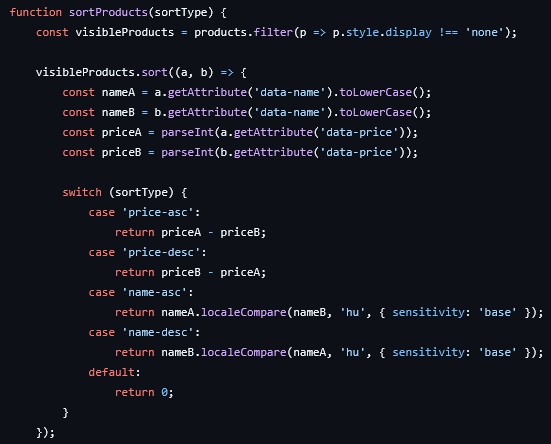 function sortProducts(sortType) {
    const visibleProducts = products.filter(p => p.style.display !== 'none');

    visibleProducts.sort((a, b) => {
        const nameA = a.getAttribute('data-name').toLowerCase();
        const nameB = b.getAttribute('data-name').toLowerCase();
        const priceA = parseInt(a.getAttribute('data-price'));
        const priceB = parseInt(b.getAttribute('data-price'));

        switch (sortType) {
            case 'price-asc':
                return priceA - priceB;
            case 'price-desc':
                return priceB - priceA;
            case 'name-asc':
                return nameA.localeCompare(nameB, 'hu', { sensitivity: 'base' });
            case 'name-desc':
                return nameB.localeCompare(nameA, 'hu', { sensitivity: 'base' });
            default:
                return 0;
        }
    });